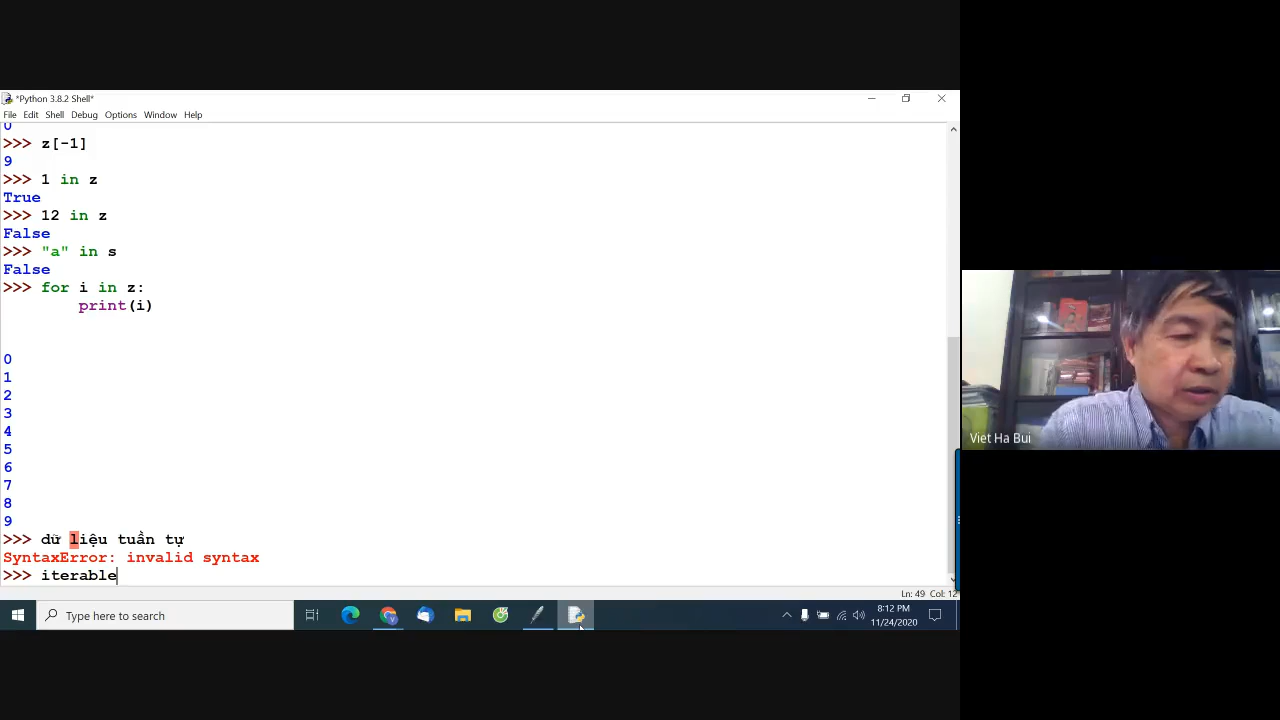 *Python 3.8.2 Shell*
File Edit Shell Debug Options Window Help
0
>>> z[-1]
9
>>> 1 in z
True
>>> 12 in z
False
>>> "a" in s
False
>>> for i in z:
print(i)
0
1
2
3
4
5
6
7
8
9
>>> dữ liệu tuần tự
SyntaxError: invalid syntax
>>> iterable
Ln: 49 Col: 12
Type here to search
8:12 PM
11/24/2020
Viet Ha Bui